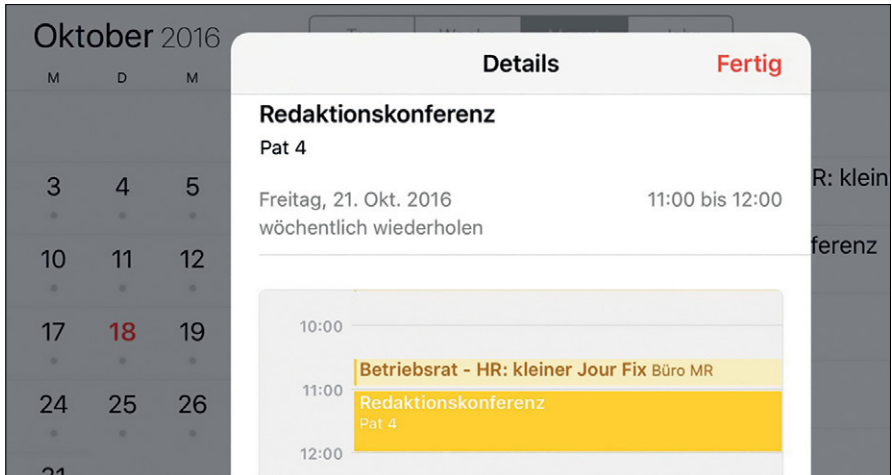 Oktober 2016
M D M
3 4 5
10 11 12
17 18 19
24 25 26
31
Details
Fertig
Redaktionskonferenz
Pat 4
Freitag, 21. Okt. 2016 11:00 bis 12:00
wöchentlich wiederholen
10:00
Betriebsrat - HR: kleiner Jour Fix Büro MR
11:00
Redaktionskonferenz
Pat 4
12:00
R: klein
ferenz